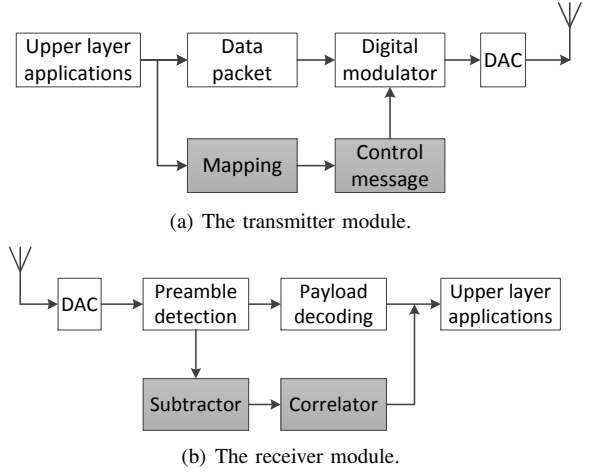 Upper layer
applications
Data
packet
Digital
modulator
DAC
Mapping
Control
message
(a) The transmitter module.
DAC
Preamble
detection
Payload
decoding
Upper layer
applications
Subtractor
Correlator
(b) The receiver module.